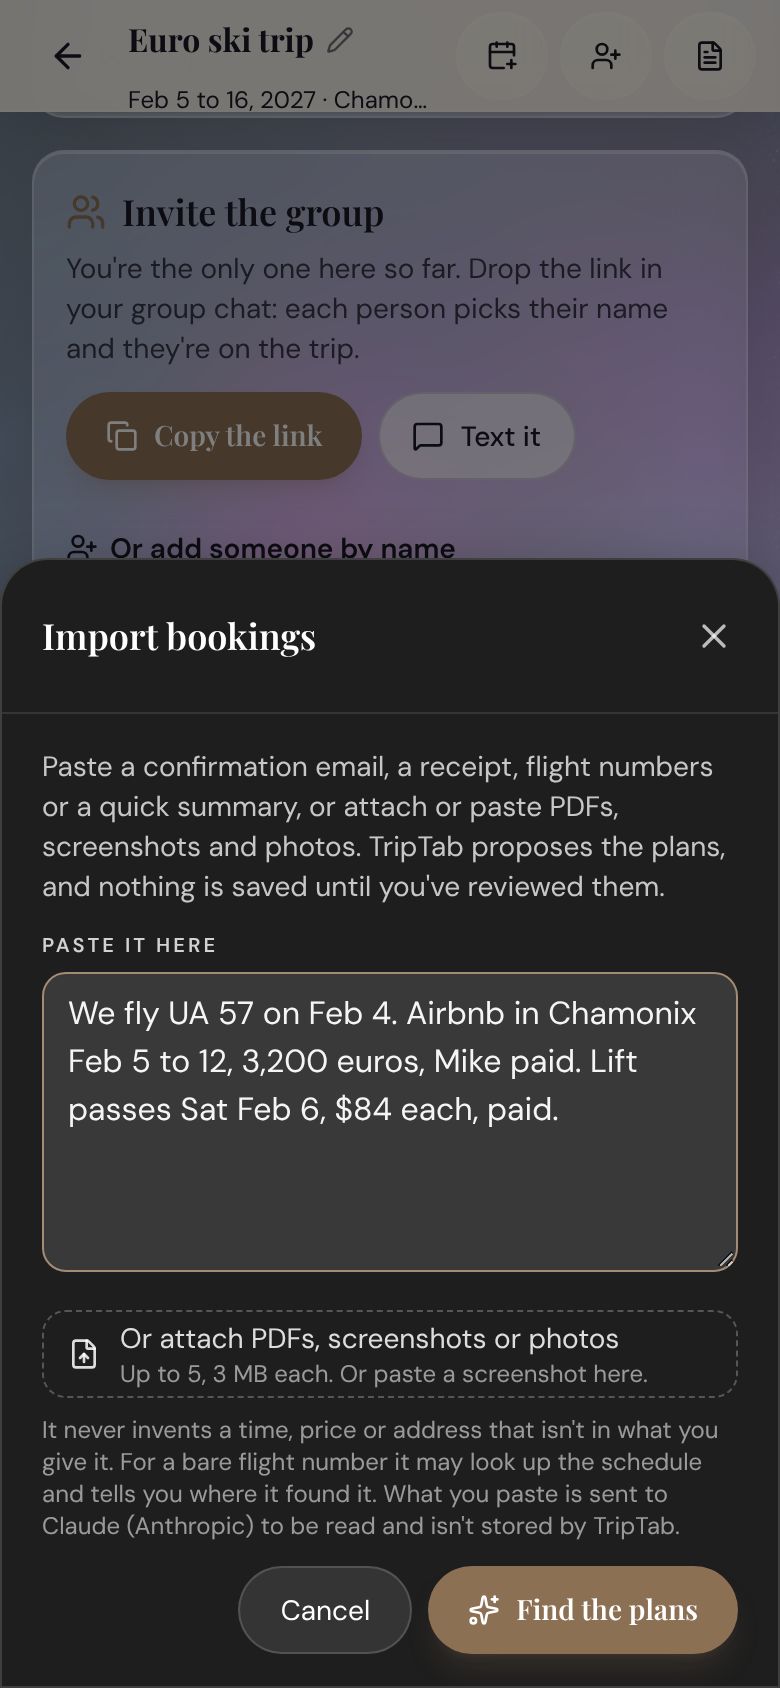 Euro ski trip
Feb 5 to 16, 2027 · Chamo...
Invite the group
You're the only one here so far. Drop the link in
your group chat: each person picks their name
and they're on the trip.
Copy the link
Text it
Or add someone by name
Import bookings
Paste a confirmation email, a receipt, flight numbers
or a quick summary, or attach or paste PDFs,
screenshots and photos. TripTab proposes the plans,
and nothing is saved until you've reviewed them.
PASTE IT HERE
We fly UA 57 on Feb 4. Airbnb in Chamonix
Feb 5 to 12, 3,200 euros, Mike paid. Lift
passes Sat Feb 6, $84 each, paid.
Or attach PDFs, screenshots or photos
Up to 5, 3 MB each. Or paste a screenshot here.
It never invents a time, price or address that isn't in what you
give it. For a bare flight number it may look up the schedule
and tells you where it found it. What you paste is sent to
Claude (Anthropic) to be read and isn't stored by TripTab.
Cancel
Find the plans